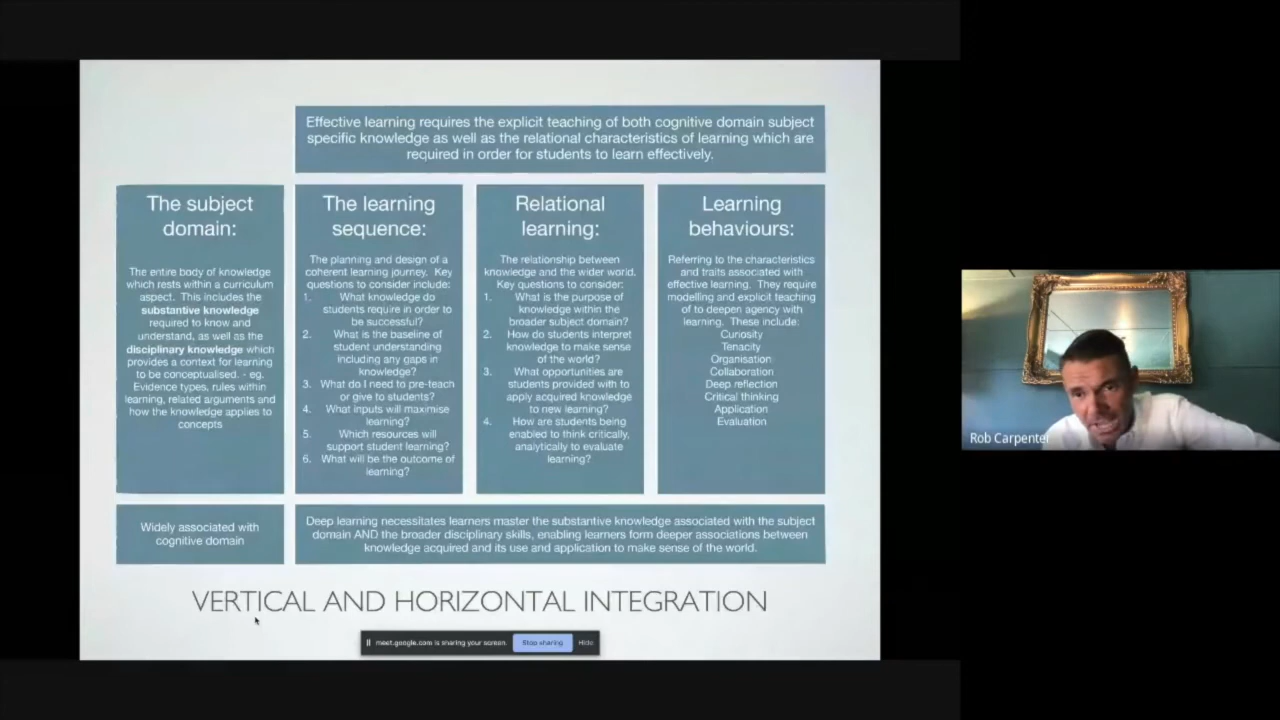 Effective learning requires the explicit teaching of both cognitive domain subject
specific knowledge as well as the relational characteristics of learning which are
required in order for students to learn effectively.
The subject
domain:
The entire body of knowledge
which rests within a curriculum
aspect. This includes the
substantive knowledge
required to know and
understand, as well as the
disciplinary knowledge which
provides a context for learning
to be conceptualised. - eg.
Evidence types, rules within
learning, related arguments and
how the knowledge applies to
concepts
The learning
sequence:
The planning and design of a
coherent learning journey. Key
questions to consider include:
1. What knowledge do
students require in order to
be successful?
2. What is the baseline of
student understanding
including any gaps in
knowledge?
3. What do I need to pre-teach
or give to students?
4. What inputs will maximise
learning?
5. Which resources will
support student learning?
6. What will be the outcome of
learning?
Relational
learning:
The relationship between
knowledge and the wider world.
Key questions to consider:
1. What is the purpose of
knowledge within the
broader subject domain?
2. How do students interpret
knowledge to make sense
of the world?
3. What opportunities are
students provided with to
apply acquired knowledge
to new learning?
4. How are students being
enabled to think critically,
analytically to evaluate
learning?
Learning
behaviours:
Referring to the characteristics
and traits associated with
effective learning. They require
modelling and explicit teaching
of to deepen agency with
learning. These include:
Curiosity
Tenacity
Organisation
Collaboration
Deep reflection
Critical thinking
Application
Evaluation
Widely associated with
cognitive domain
Deep learning necessitates learners master the substantive knowledge associated with the subject
domain AND the broader disciplinary skills, enabling learners form deeper associations between
knowledge acquired and its use and application to make sense of the world.
VERTICAL AND HORIZONTAL INTEGRATION
meet.google.com is sharing your screen. Stop sharing Hide
Rob Carpenter